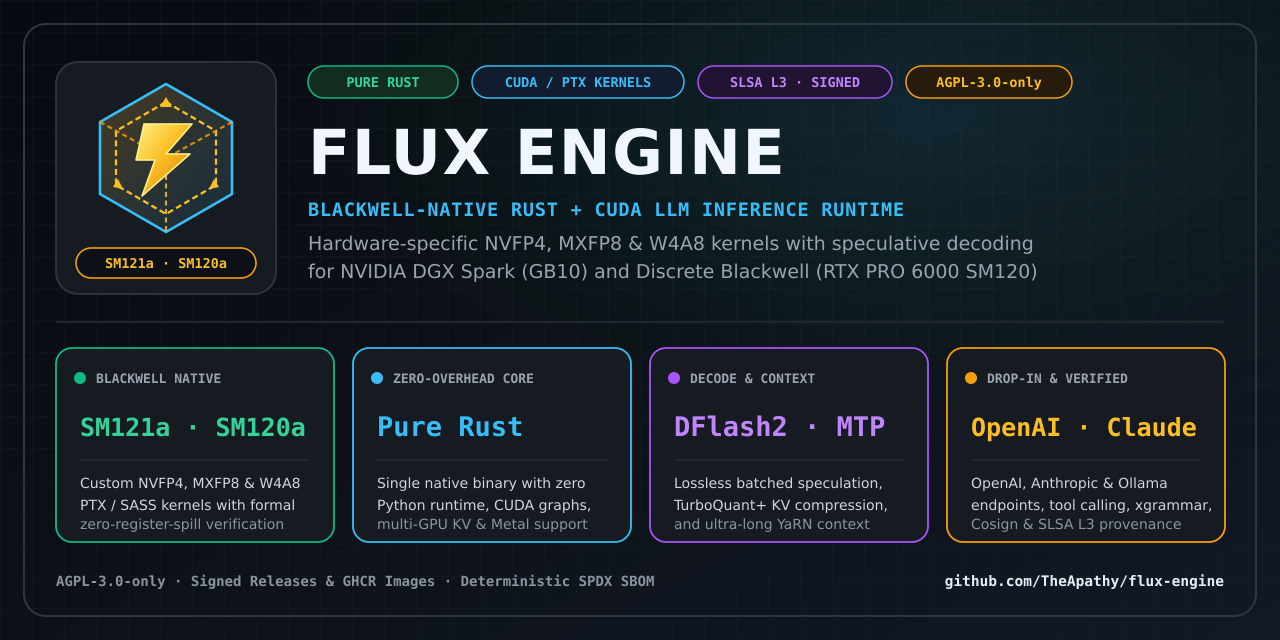 PURE RUST
CUDA / PTX KERNELS
SLSA L3 · SIGNED
AGPL-3.0-only
FLUX ENGINE
BLACKWELL-NATIVE RUST + CUDA LLM INFERENCE RUNTIME
Hardware-specific NVFP4, MXFP8 & W4A8 kernels with speculative decoding
for NVIDIA DGX Spark (GB10) and Discrete Blackwell (RTX PRO 6000 SM120)
SM121a · SM120a
BLACKWELL NATIVE
SM121a · SM120a
Custom NVFP4, MXFP8 & W4A8
PTX / SASS kernels with formal
zero-register-spill verification
ZERO-OVERHEAD CORE
Pure Rust
Single native binary with zero
Python runtime, CUDA graphs,
multi-GPU KV & Metal support
DECODE & CONTEXT
DFlash2 · MTP
Lossless batched speculation,
TurboQuant+ KV compression,
and ultra-long YaRN context
DROP-IN & VERIFIED
OpenAI · Claude
OpenAI, Anthropic & Ollama
endpoints, tool calling, xgrammar,
Cosign & SLSA L3 provenance
AGPL-3.0-only · Signed Releases & GHCR Images · Deterministic SPDX SBOM
github.com/TheApathy/flux-engine